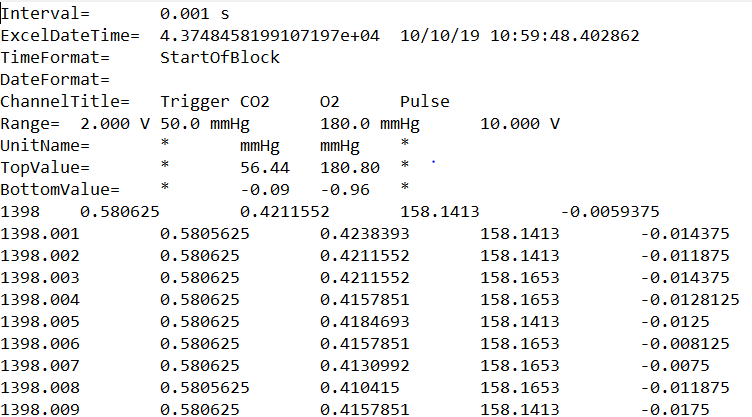 Interval=	0.001 s
ExcelDateTime=	4.3748458199107197e+04	10/10/19 10:59:48.402862
TimeFormat=	StartOfBlock
DateFormat=
ChannelTitle=	Trigger	CO2	O2	Pulse
Range=	2.000 V	50.0 mmHg	180.0 mmHg	10.000 V
UnitName=	*	mmHg	mmHg	*
TopValue=	*	56.44	180.80	*
BottomValue=	*	-0.09	-0.96	*
1398	0.580625	0.4211552	158.1413	-0.0059375
1398.001	0.5805625	0.4238393	158.1413	-0.014375
1398.002	0.580625	0.4211552	158.1413	-0.011875
1398.003	0.580625	0.4211552	158.1653	-0.014375
1398.004	0.580625	0.4157851	158.1653	-0.0128125
1398.005	0.580625	0.4184693	158.1413	-0.0125
1398.006	0.580625	0.4157851	158.1653	-0.008125
1398.007	0.580625	0.4130992	158.1653	-0.0075
1398.008	0.5805625	0.410415	158.1653	-0.011875
1398.009	0.580625	0.4157851	158.1653	-0.0175